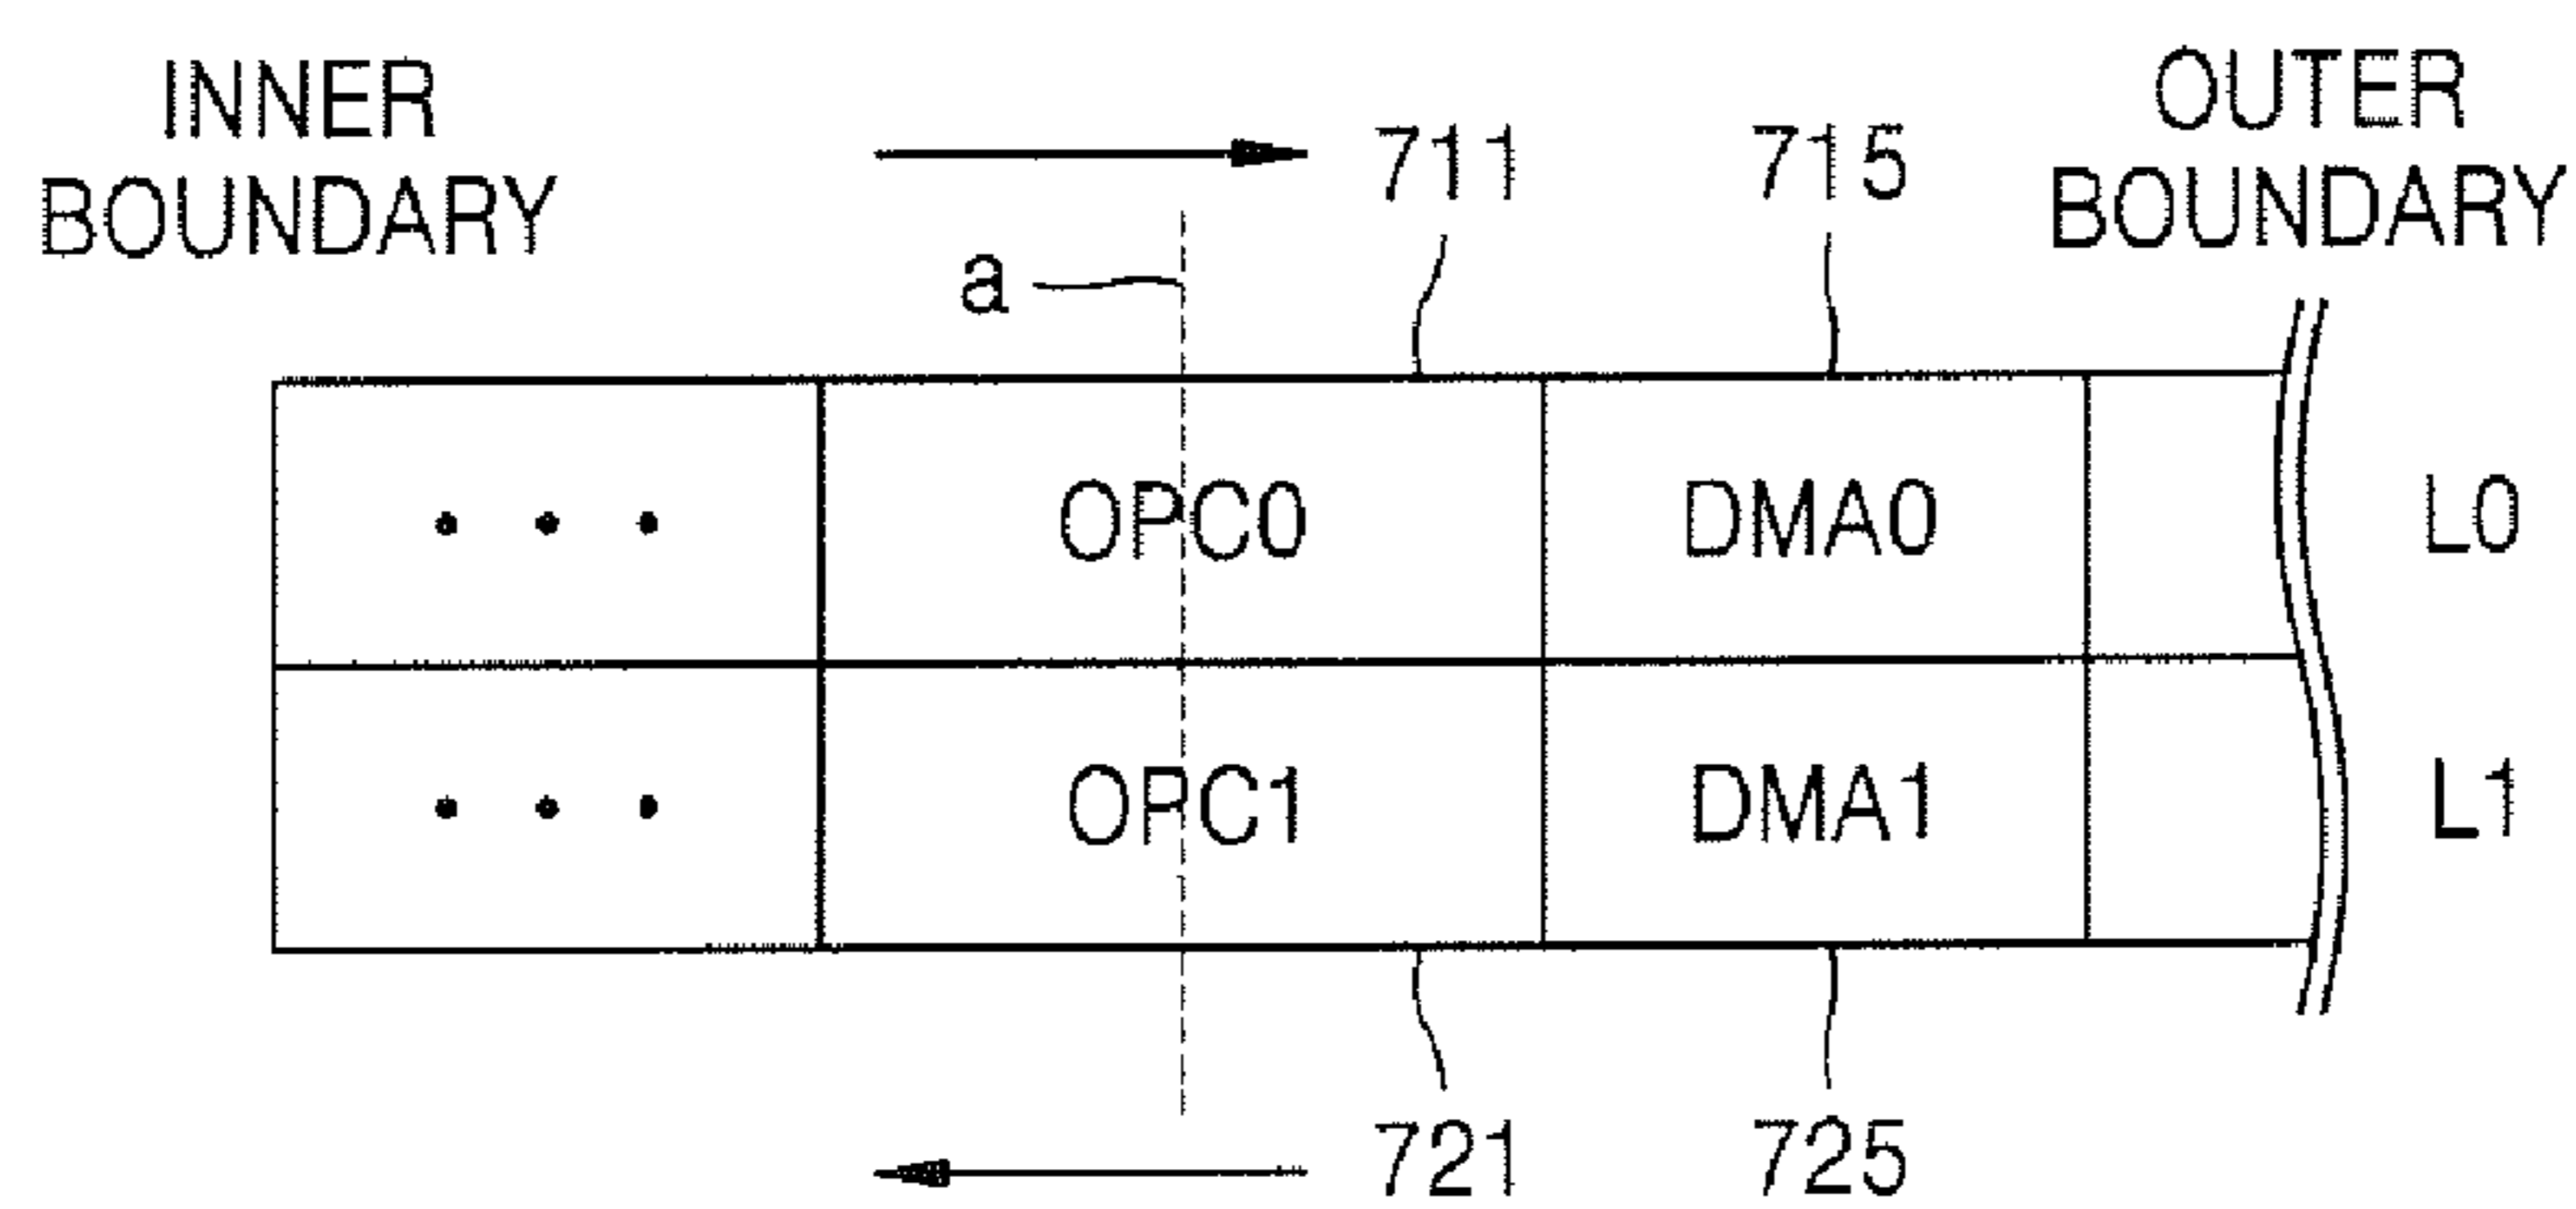 INNER
BOUNDARY
711
715
OUTER
BOUNDARY
a
OPC0
DMA0
L0
OPC1
DMA1
L1
721
725